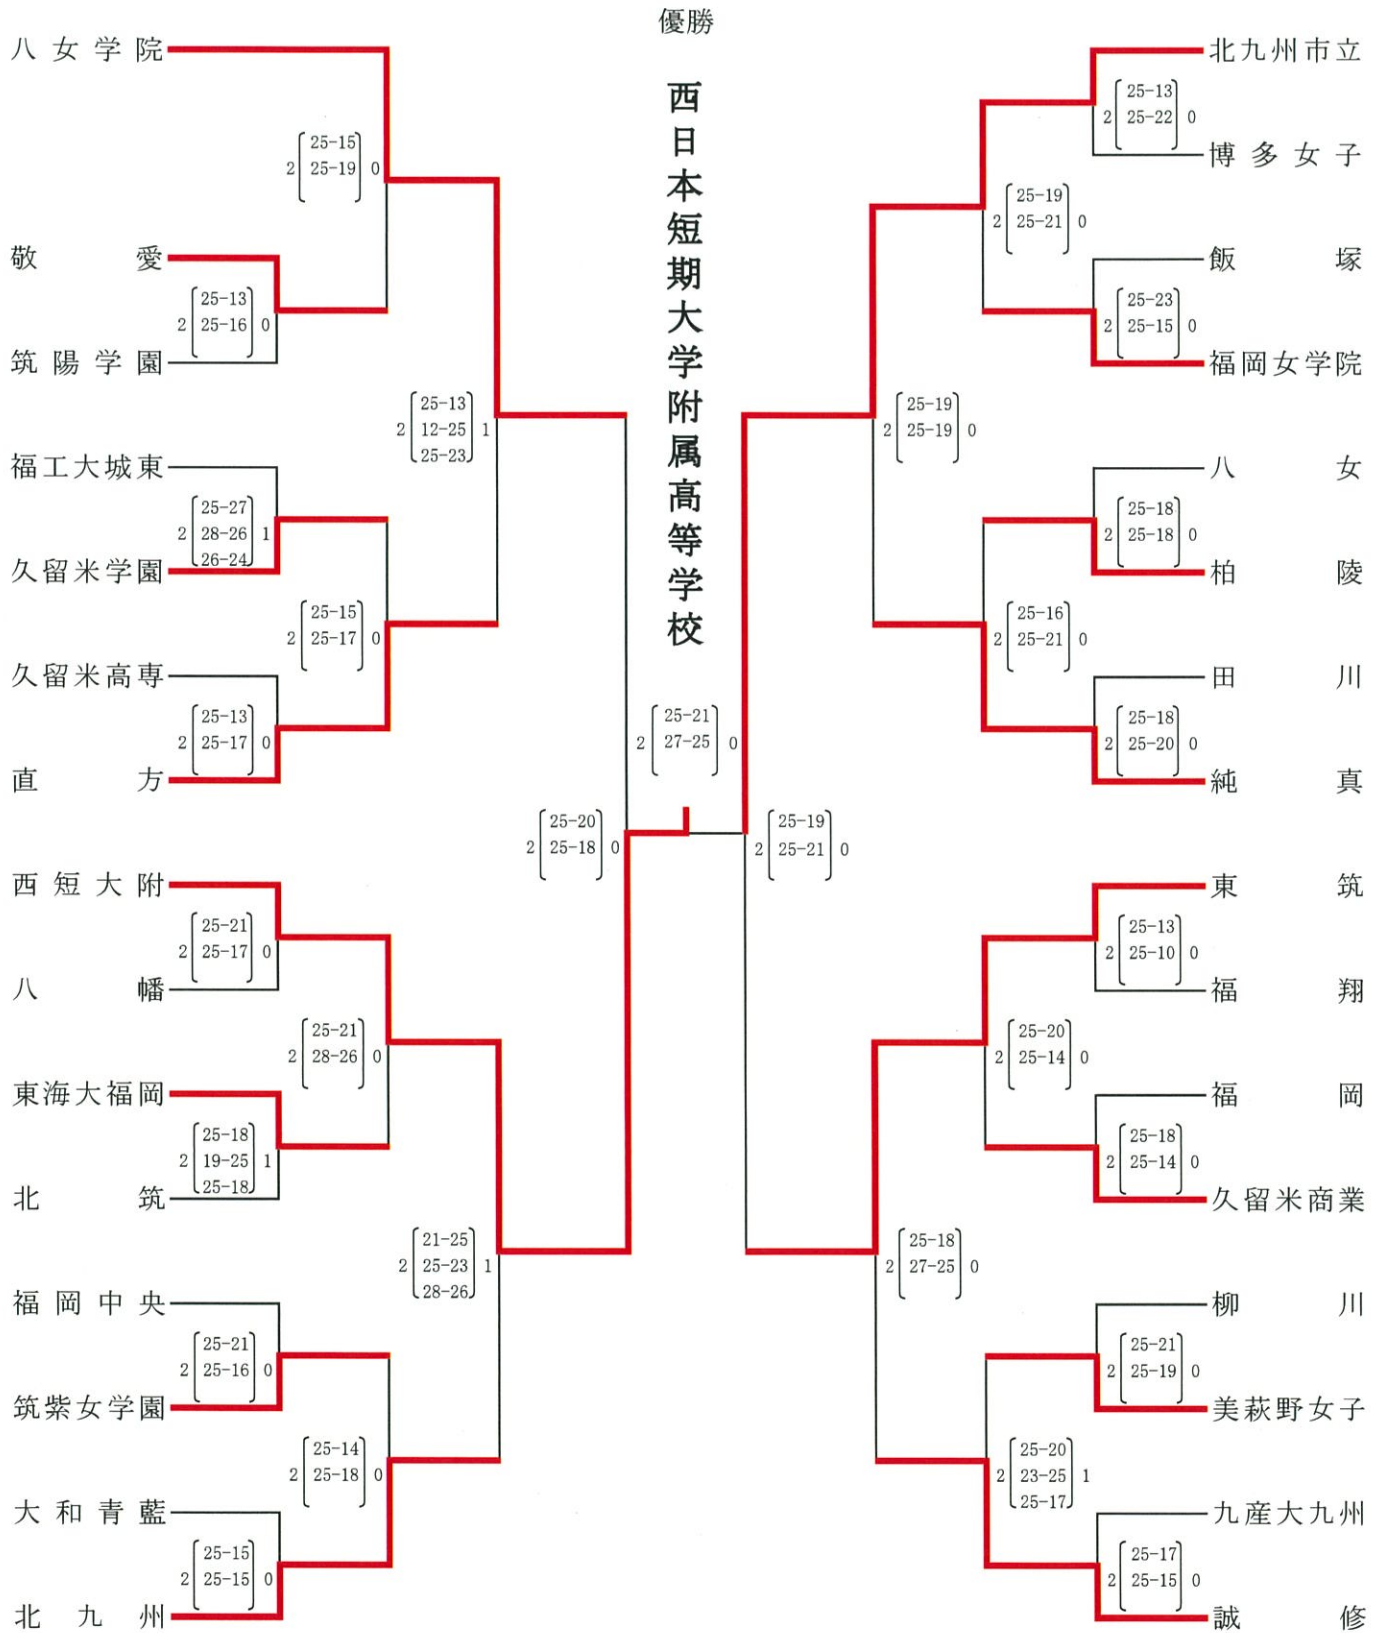 優勝
西日本短期大学附属高等学校
八女学院
2 25-15 0
25-19
敬愛
2 25-13 0
25-16
筑陽学園
2 25-13 1
12-25
25-23
福工大城東
2 25-27 1
28-26
26-24
久留米学園
2 25-15 0
25-17
久留米高専
2 25-13 0
25-17
直方
2 25-20 0
25-18
西短大附
2 25-21 0
25-17
八幡
2 25-21 0
28-26
東海大福岡
2 25-18 1
19-25
25-18
北筑
2 21-25 1
25-23
28-26
福岡中央
2 25-21 0
25-16
筑紫女学園
2 25-14 0
25-18
大和青藍
2 25-15 0
25-15
北九州
2 25-21 0
27-25
北九州市立
2 25-13 0
25-22
博多女子
2 25-19 0
25-21
飯塚
2 25-23 0
25-15
福岡女学院
2 25-19 0
25-19
八女
2 25-18 0
25-18
柏陵
2 25-16 0
25-21
田川
2 25-18 0
25-20
純真
2 25-19 0
25-21
東筑
2 25-13 0
25-10
福翔
2 25-20 0
25-14
福岡
2 25-18 0
25-14
久留米商業
2 25-18 0
27-25
柳川
2 25-21 0
25-19
美萩野女子
2 25-20 1
23-25
25-17
九産大九州
2 25-17 0
25-15
誠修